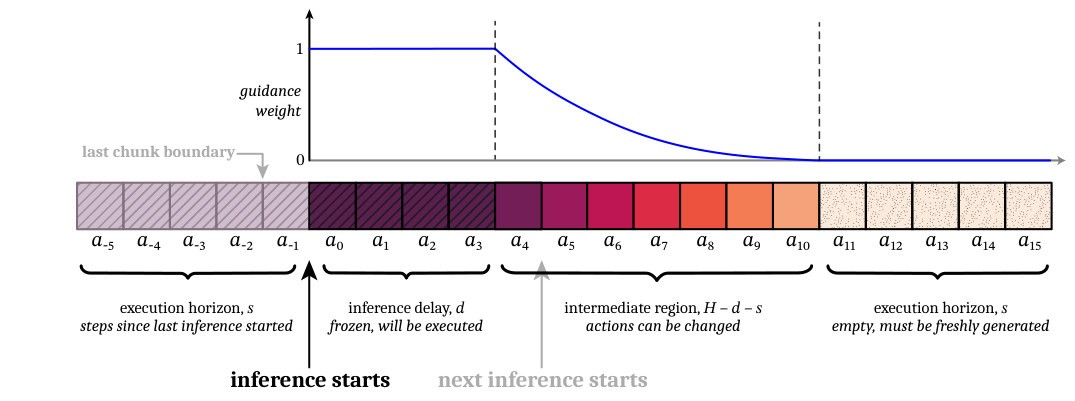 1
guidance
weight
0
last chunk boundary
a-5 a-4 a-3 a-2 a-1 a0 a1 a2 a3 a4 a5 a6 a7 a8 a9 a10 a11 a12 a13 a14 a15
execution horizon, s
steps since last inference started
inference delay, d
frozen, will be executed
intermediate region, H – d – s
actions can be changed
execution horizon, s
empty, must be freshly generated
inference starts
next inference starts